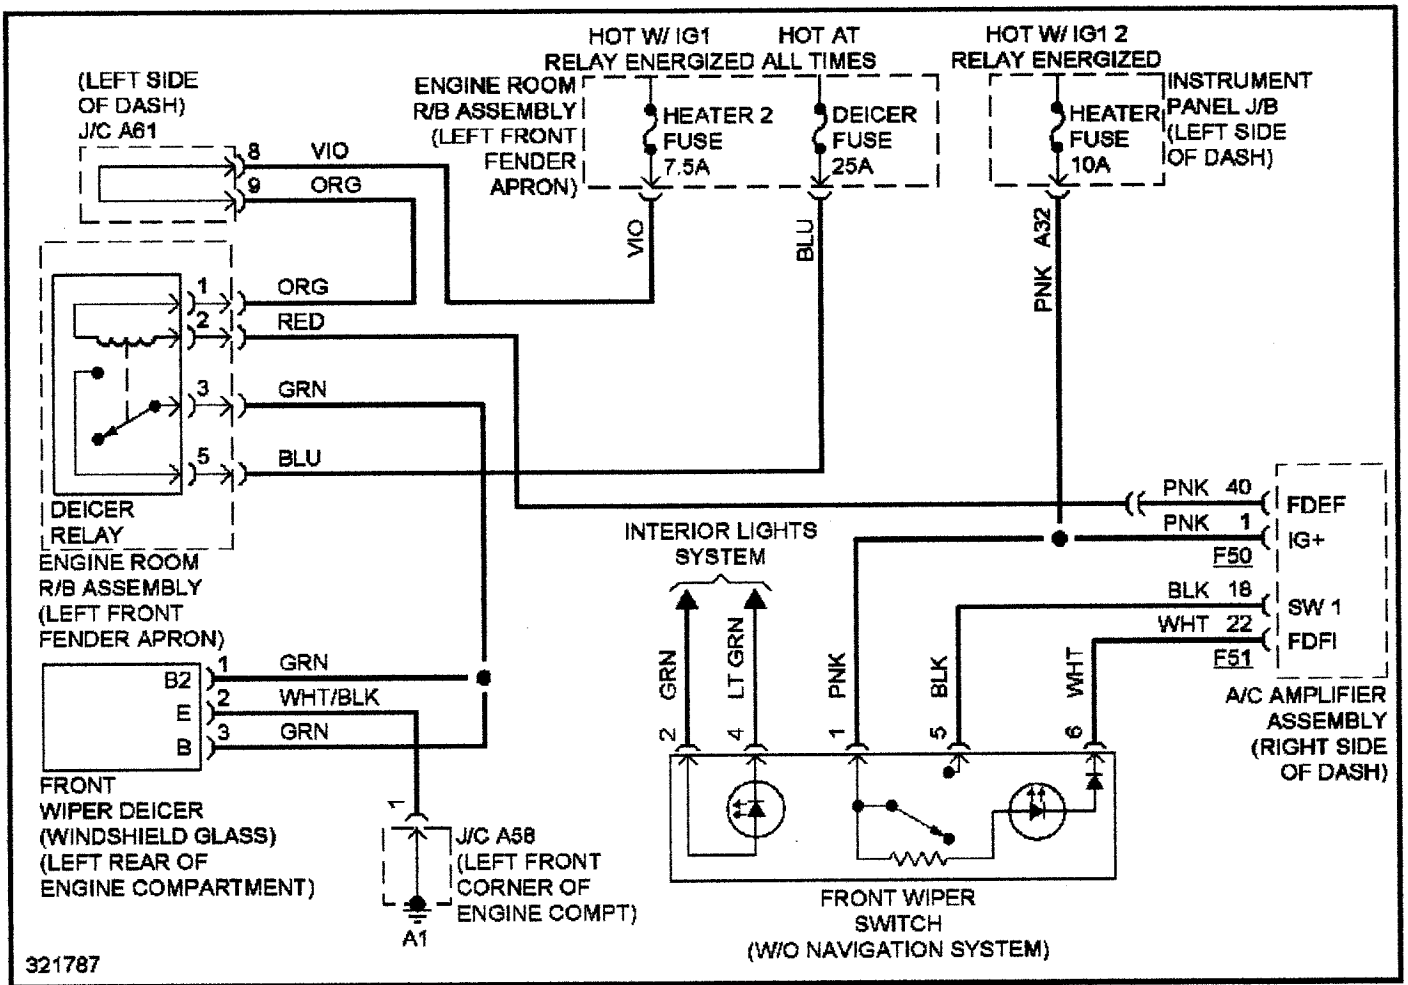 HOT W/ IG1
RELAY ENERGIZED
HOT AT
ALL TIMES
HOT W/ IG1 2
RELAY ENERGIZED
(LEFT SIDE
OF DASH)
J/C A61
ENGINE ROOM
R/B ASSEMBLY
(LEFT FRONT
FENDER
APRON)
HEATER 2
FUSE
7.5A
DEICER
FUSE
25A
HEATER
FUSE
10A
INSTRUMENT
PANEL J/B
(LEFT SIDE
OF DASH)
8 VIO
9 ORG
VIO
BLU
PNK A32
1 ORG
2 RED
3 GRN
5 BLU
DEICER
RELAY
ENGINE ROOM
R/B ASSEMBLY
(LEFT FRONT
FENDER APRON)
INTERIOR LIGHTS
SYSTEM
PNK 40 FDEF
PNK 1 IG+
F50
BLK 18 SW 1
WHT 22 FDFI
F51
A/C AMPLIFIER
ASSEMBLY
(RIGHT SIDE
OF DASH)
B2 1 GRN
E 2 WHT/BLK
B 3 GRN
FRONT
WIPER DEICER
(WINDSHIELD GLASS)
(LEFT REAR OF
ENGINE COMPARTMENT)
1
J/C A58
(LEFT FRONT
CORNER OF
ENGINE COMPT)
A1
2 GRN
4 LT GRN
1 PNK
5 BLK
6 WHT
FRONT WIPER
SWITCH
(W/O NAVIGATION SYSTEM)
321787